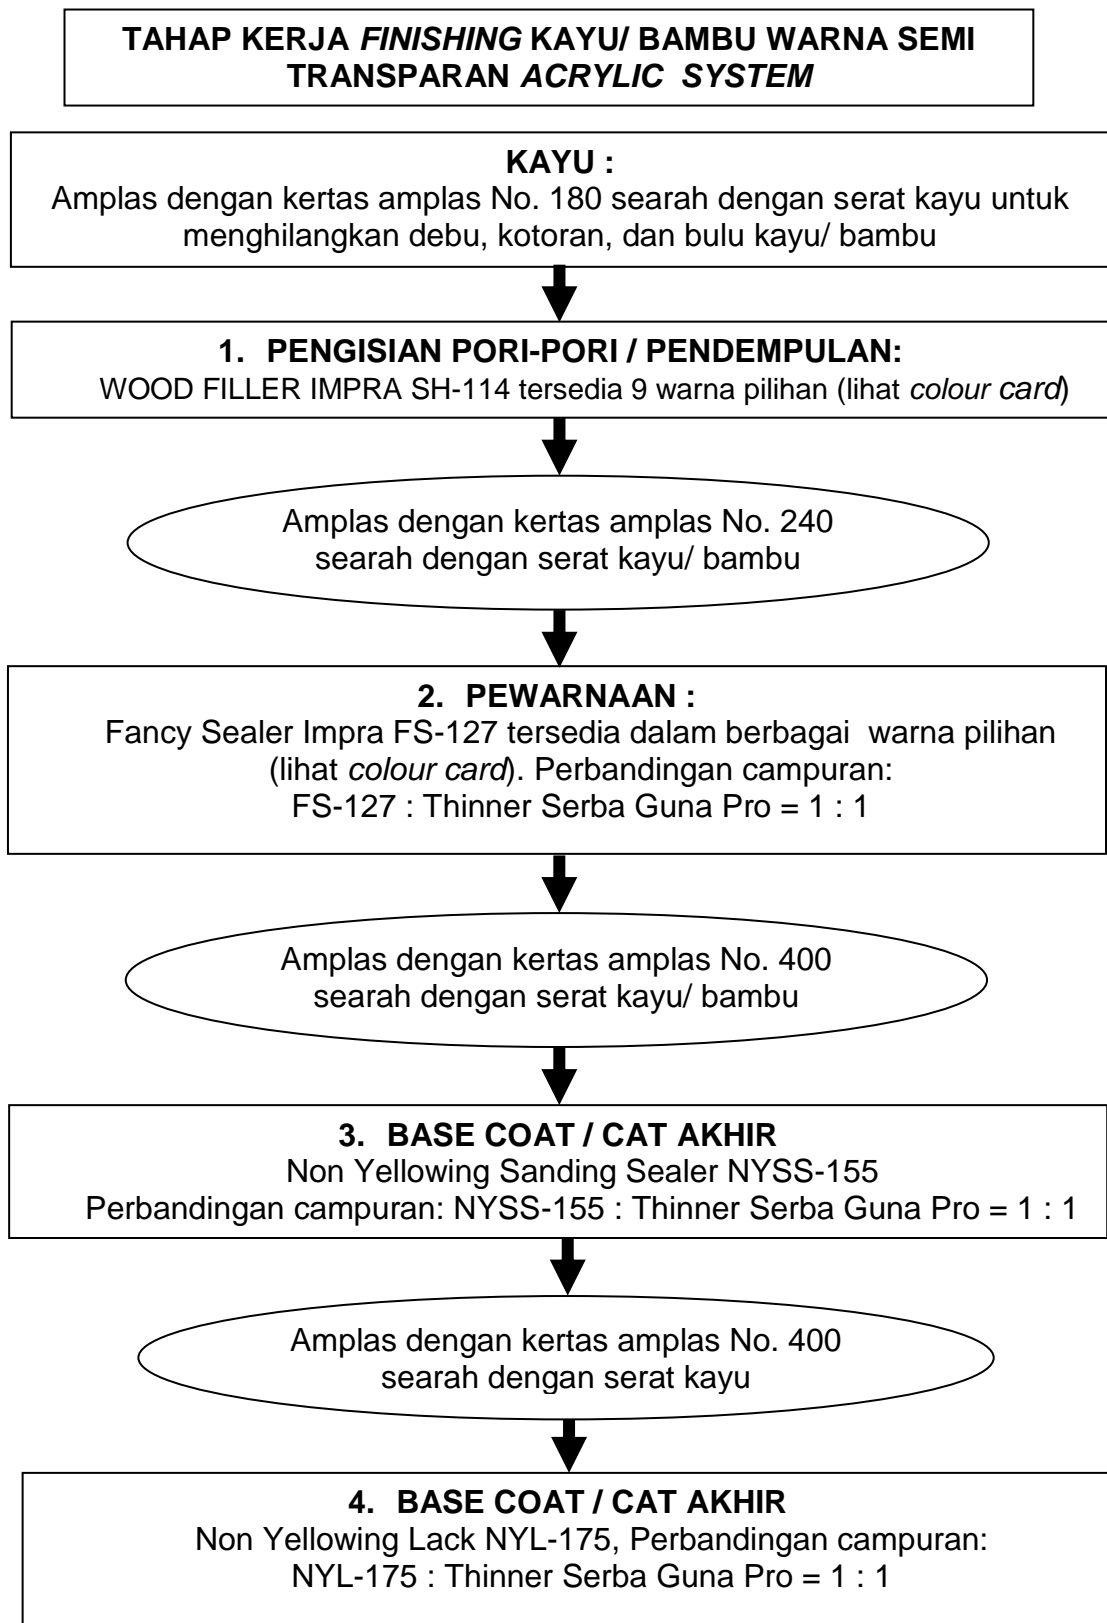 TAHAP KERJA FINISHING KAYU/ BAMBU WARNA SEMI
TRANSPARAN ACRYLIC SYSTEM
KAYU :
Amplas dengan kertas amplas No. 180 searah dengan serat kayu untuk
menghilangkan debu, kotoran, dan bulu kayu/ bambu
1. PENGISIAN PORI-PORI / PENDEMPULAN:
WOOD FILLER IMPRA SH-114 tersedia 9 warna pilihan (lihat colour card)
Amplas dengan kertas amplas No. 240
searah dengan serat kayu/ bambu
2. PEWARNAAN :
Fancy Sealer Impra FS-127 tersedia dalam berbagai warna pilihan
(lihat colour card). Perbandingan campuran:
FS-127 : Thinner Serba Guna Pro = 1 : 1
Amplas dengan kertas amplas No. 400
searah dengan serat kayu/ bambu
3. BASE COAT / CAT AKHIR
Non Yellowing Sanding Sealer NYSS-155
Perbandingan campuran: NYSS-155 : Thinner Serba Guna Pro = 1 : 1
Amplas dengan kertas amplas No. 400
searah dengan serat kayu
4. BASE COAT / CAT AKHIR
Non Yellowing Lack NYL-175, Perbandingan campuran:
NYL-175 : Thinner Serba Guna Pro = 1 : 1